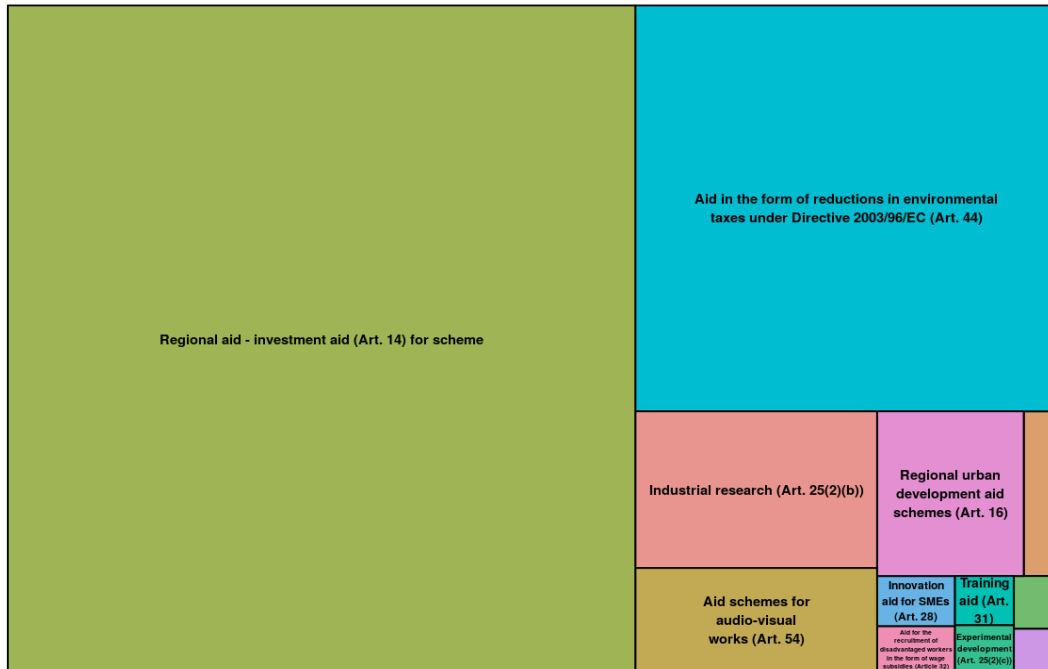 Aid in the form of reductions in environmental
taxes under Directive 2003/96/EC (Art. 44)
Regional aid - investment aid (Art. 14) for scheme
Industrial research (Art. 25(2)(b))
Regional urban
development aid
schemes (Art. 16)
Aid schemes for
audio-visual
works (Art. 54)
Innovation
aid for SMEs
(Art. 28)
Training
aid (Art.
31)
Aid for the
recruitment of
disadvantaged workers
in the form of wage
subsidies (Article 32)
Experimental
development
(Art. 25(2)(c))